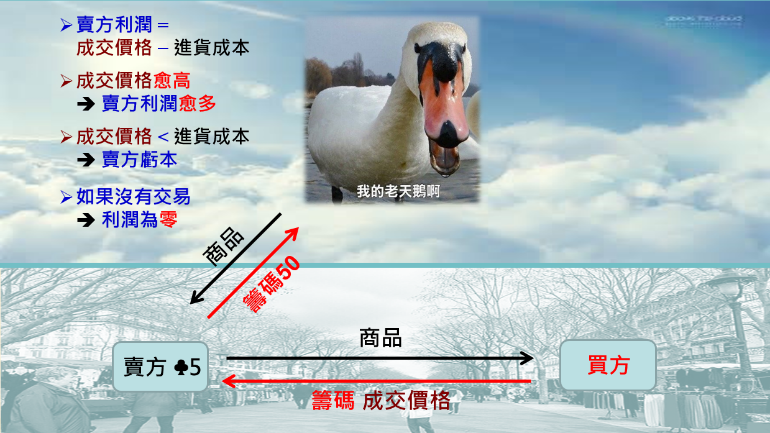 ➢賣方利潤 =
成交價格 – 進貨成本
➢成交價格愈高
➔ 賣方利潤愈多
➢成交價格 < 進貨成本
➔ 賣方虧本
➢如果沒有交易
➔ 利潤為零
above the cloud
我的老天鵝啊
商品
籌碼50
商品
賣方 ♣5
買方
籌碼 成交價格